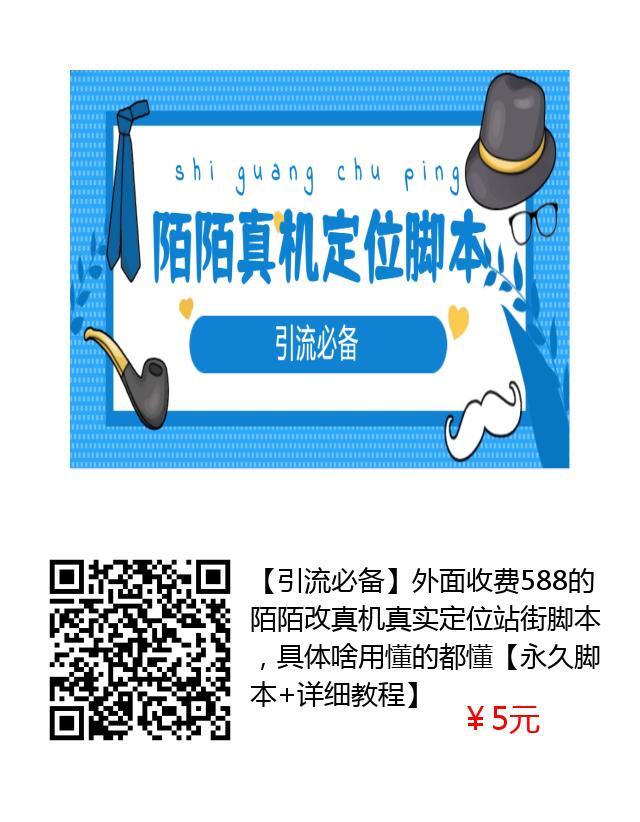 shi guang chu ping
陌陌真机定位脚本
引流必备
【引流必备】外面收费588的
陌陌改真机真实定位站街脚本
，具体啥用懂的都懂【永久脚
本+详细教程】
￥5元